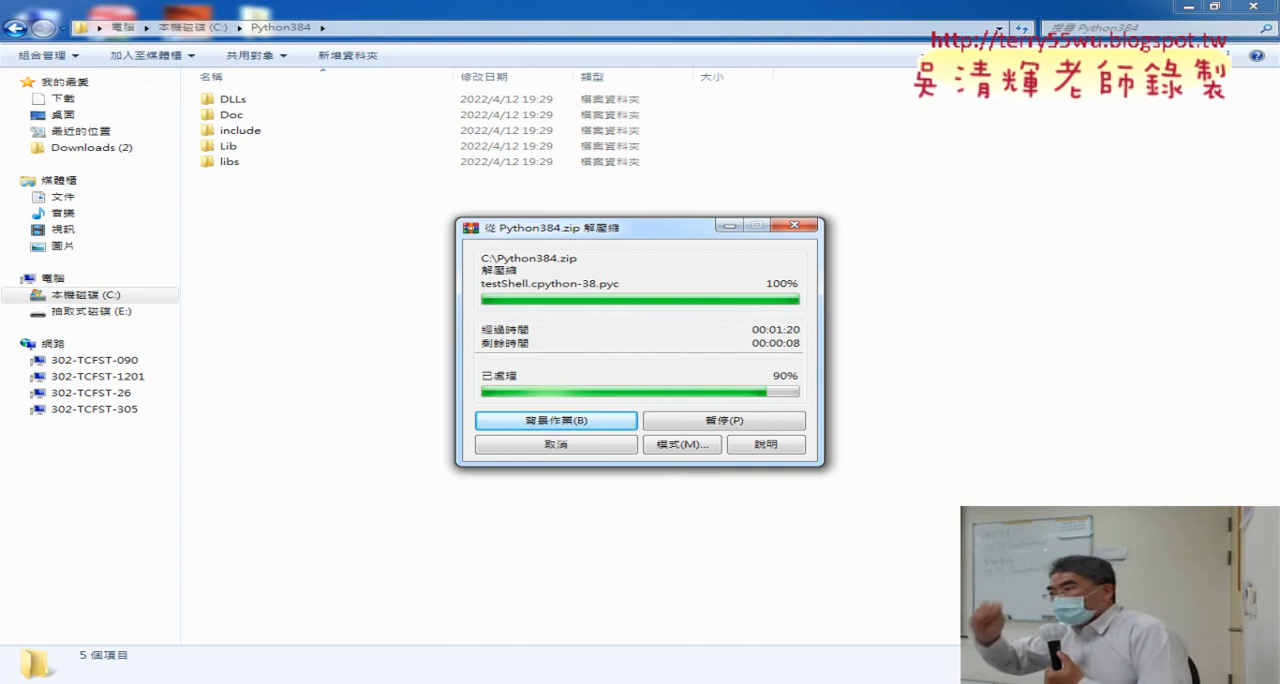 電腦 ▸ 本機磁碟 (C:) ▸ Python384 ▸
搜尋 Python384
http://terry55wu.blogspot.tw
吳清輝老師錄製
組合管理 加入至媒體櫃 共用對象 新增資料夾
名稱 修改日期 類型 大小
我的最愛
下載
桌面
最近的位置
Downloads (2)
媒體櫃
文件
音樂
視訊
圖片
電腦
本機磁碟 (C:)
抽取式磁碟 (E:)
網路
302-TCFST-090
302-TCFST-1201
302-TCFST-26
302-TCFST-305
DLLs 2022/4/12 19:29 檔案資料夾
Doc 2022/4/12 19:29 檔案資料夾
include 2022/4/12 19:29 檔案資料夾
Lib 2022/4/12 19:29 檔案資料夾
libs 2022/4/12 19:29 檔案資料夾
從 Python384.zip 解壓縮
C:\Python384.zip
解壓縮
testShell.cpython-38.pyc 100%
經過時間 00:01:20
剩餘時間 00:00:08
已處理 90%
背景作業(B) 暫停(P)
取消 模式(M)... 說明
5 個項目